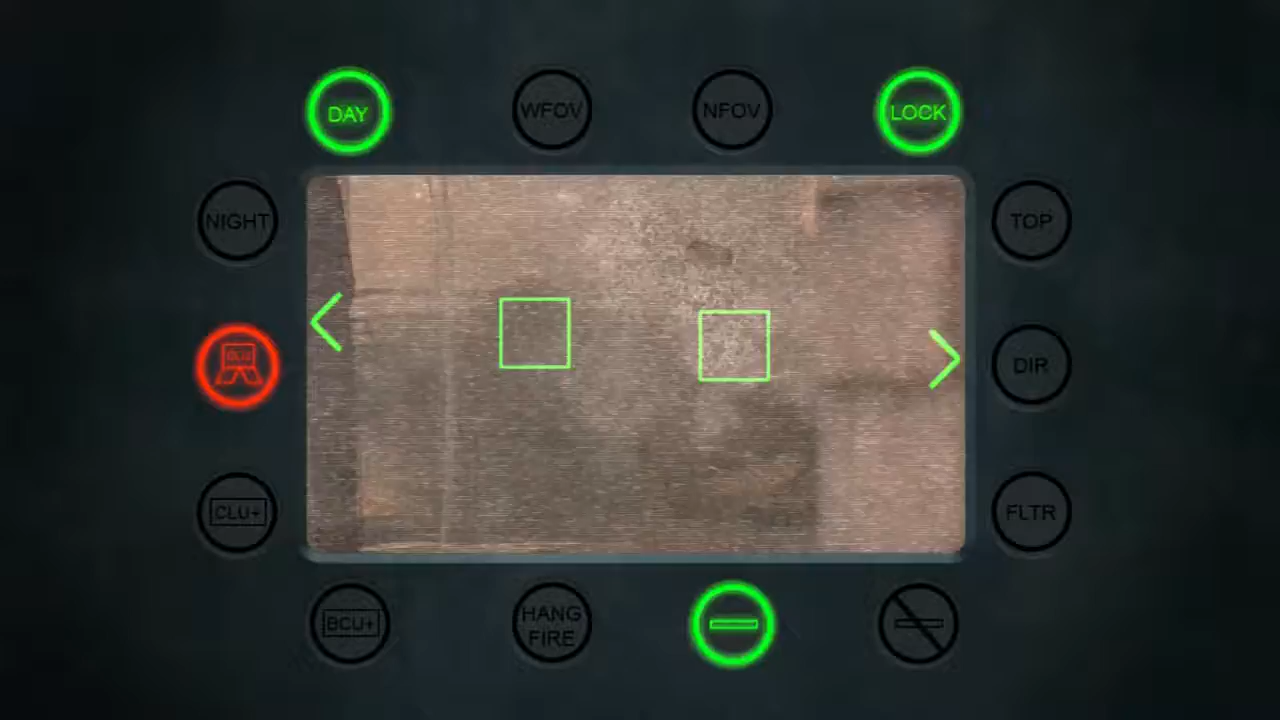 DAY
WFOV
NFOV
LOCK
NIGHT
TOP
DIR
CLU+
FLTR
BCU+
HANG
FIRE